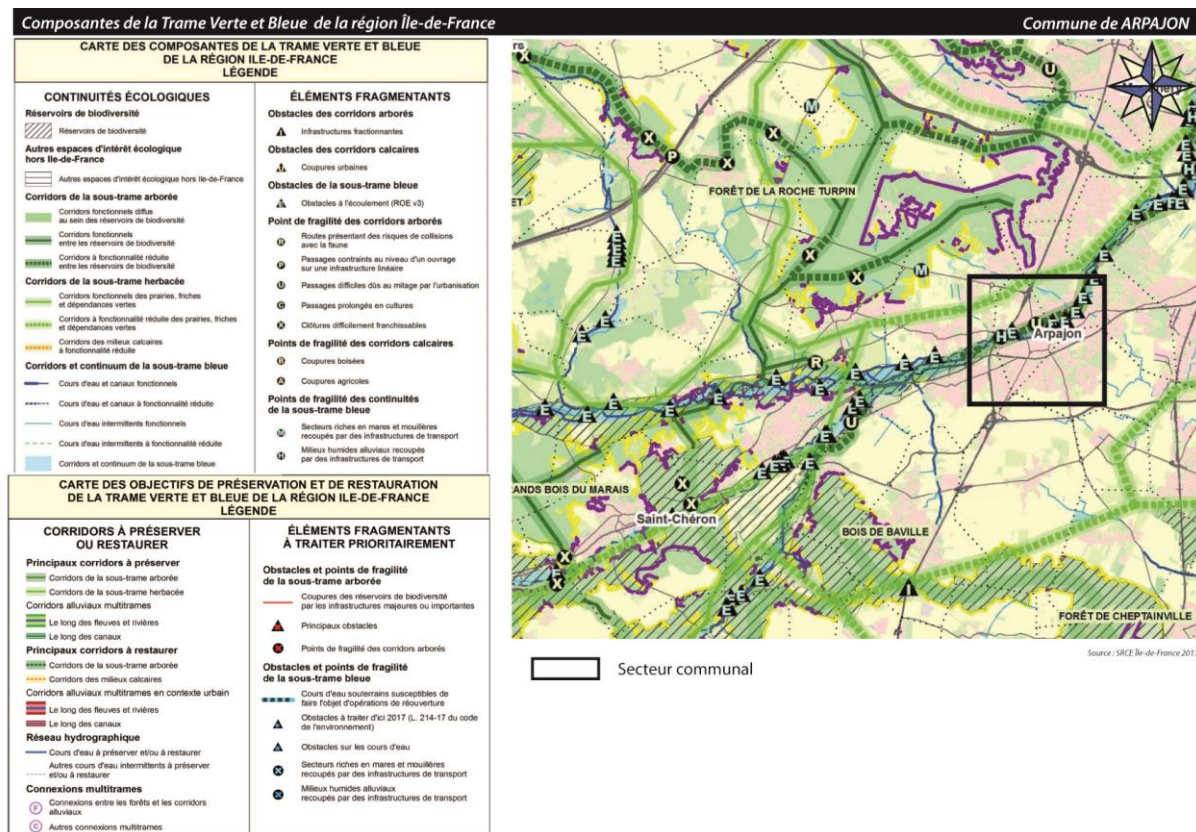 Composantes de la Trame Verte et Bleue de la région Île-de-France
Commune de ARPAJON
CARTE DES COMPOSANTES DE LA TRAME VERTE ET BLEUE
DE LA RÉGION ILE-DE-FRANCE
LÉGENDE
CONTINUITÉS ÉCOLOGIQUES
Réservoirs de biodiversité
Réservoirs de biodiversité
Autres espaces d'intérêt écologique
hors Ile-de-France
Autres espaces d'intérêt écologique hors Ile-de-France
Corridors de la sous-trame arborée
Corridors fonctionnels diffus
au sein des réservoirs de biodiversité
Corridors fonctionnels
entre les réservoirs de biodiversité
Corridors à fonctionnalité réduite
entre les réservoirs de biodiversité
Corridors de la sous-trame herbacée
Corridors fonctionnels des prairies, friches
et dépendances vertes
Corridors à fonctionnalité réduite des prairies, friches
et dépendances vertes
Corridors des milieux calcaires
à fonctionnalité réduite
Corridors et continuum de la sous-trame bleue
Cours d'eau et canaux fonctionnels
Cours d'eau et canaux à fonctionnalité réduite
Cours d'eau intermittents fonctionnels
Cours d'eau intermittents à fonctionnalité réduite
Corridors et continuum de la sous-trame bleue
ÉLÉMENTS FRAGMENTANTS
Obstacles des corridors arborés
Infrastructures fractionnantes
Obstacles des corridors calcaires
Coupures urbaines
Obstacles de la sous-trame bleue
Obstacles à l'écoulement (ROE v3)
Point de fragilité des corridors arborés
R Routes présentant des risques de collisions
avec la faune
P Passages contraints au niveau d'un ouvrage
sur une infrastructure linéaire
U Passages difficiles dûs au mitage par l'urbanisation
C Passages prolongés en cultures
X Clôtures difficilement franchissables
Points de fragilité des corridors calcaires
B Coupures boisées
A Coupures agricoles
Points de fragilité des continuités
de la sous-trame bleue
M Secteurs riches en mares et mouillères
recoupés par des infrastructures de transport
H Milieux humides alluviaux recoupés
par des infrastructures de transport
CARTE DES OBJECTIFS DE PRÉSERVATION ET DE RESTAURATION
DE LA TRAME VERTE ET BLEUE DE LA RÉGION ILE-DE-FRANCE
LÉGENDE
CORRIDORS À PRÉSERVER
OU RESTAURER
Principaux corridors à préserver
Corridors de la sous-trame arborée
Corridors de la sous-trame herbacée
Corridors alluviaux multitrames
Le long des fleuves et rivières
Le long des canaux
Principaux corridors à restaurer
Corridors de la sous-trame arborée
Corridors des milieux calcaires
Corridors alluviaux multitrames en contexte urbain
Le long des fleuves et rivières
Le long des canaux
Réseau hydrographique
Cours d'eau à préserver et/ou à restaurer
Autres cours d'eau intermittents à préserver
et/ou à restaurer
Connexions multitrames
F Connexions entre les forêts et les corridors
alluviaux
C Autres connexions multitrames
ÉLÉMENTS FRAGMENTANTS
À TRAITER PRIORITAIREMENT
Obstacles et points de fragilité
de la sous-trame arborée
Coupures des réservoirs de biodiversité
par les infrastructures majeures ou importantes
Principaux obstacles
Points de fragilité des corridors arborés
Obstacles et points de fragilité
de la sous-trame bleue
Cours d'eau souterrains susceptibles de
faire l'objet d'opérations de réouverture
Obstacles à traiter d'ici 2017 (L. 214-17 du code
de l'environnement)
Obstacles sur les cours d'eau
Secteurs riches en mares et mouillères
recoupés par des infrastructures de transport
Milieux humides alluviaux
recoupés par des infrastructures de transport
FORÊT DE LA ROCHE TURPIN
Arpajon
RANDS BOIS DU MARAIS
Saint-Chéron
BOIS DE BAVILLE
FORÊT DE CHEPTAINVILLE
Secteur communal